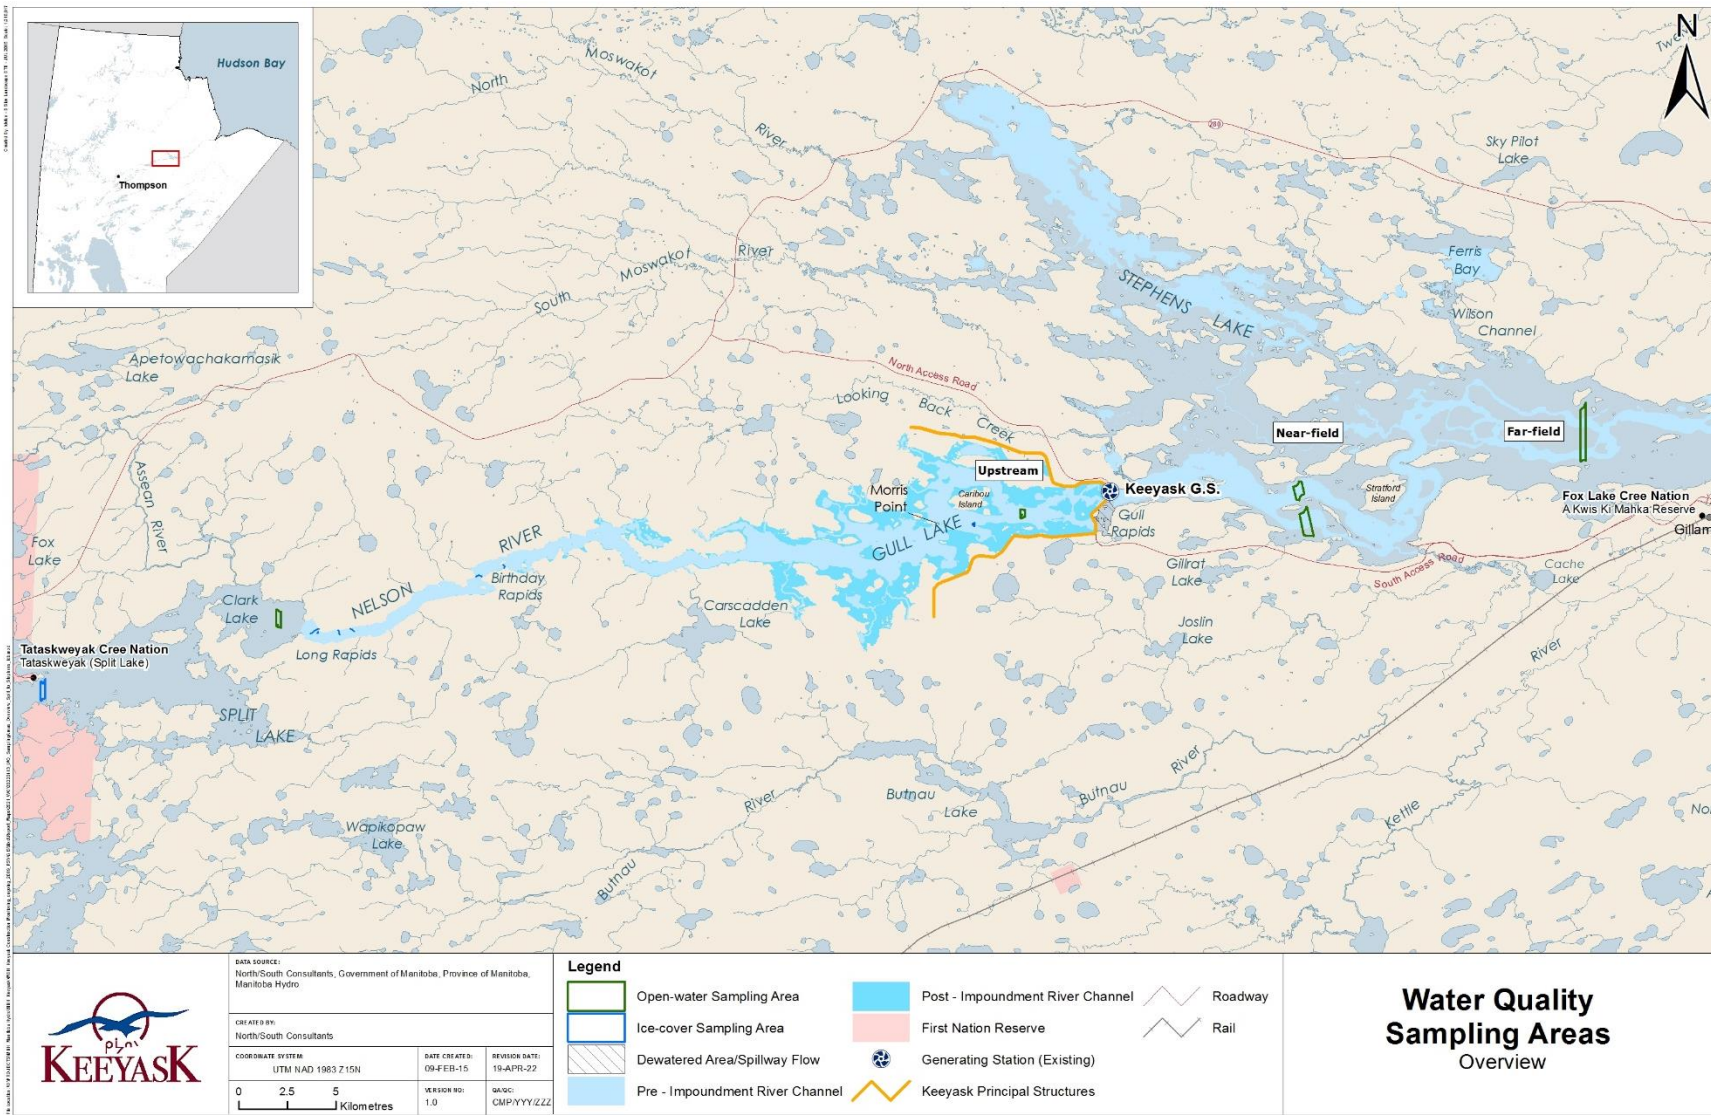 Hudson Bay
Thompson
N
North
Moswakot
River
280
Sky Pilot
Lake
South
Moswakot
River
Ferris
Bay
STEPHENS
LAKE
Wilson
Channel
Apetowachakamasik
Lake
North Access Road
Looking
Back
Creek
Near-field
Far-field
Upstream
Assean River
Morris
Point
Caribou
Island
Keeyask G.S.
Stratford
Island
Fox Lake Cree Nation
A Kwis Ki Mahka Reserve
Gillam
Gull
Rapids
GULL LAKE
Fox
Lake
NELSON
RIVER
Birthday
Rapids
Gillrat
Lake
South Access Road
Cache
Lake
Clark
Lake
Carscadden
Lake
Joslin
Lake
River
Tataskweyak Cree Nation
Tataskweyak (Split Lake)
Long Rapids
SPLIT
LAKE
Butnau
River
Butnau
Lake
Butnau
River
Kettle
Wapikopaw
Lake
KEEYASK
DATA SOURCE:
North/South Consultants, Government of Manitoba, Province of Manitoba,
Manitoba Hydro
CREATED BY:
North/South Consultants
COORDINATE SYSTEM:
UTM NAD 1983 Z15N
DATE CREATED:
09-FEB-15
REVISION DATE:
19-APR-22
0 2.5 5
Kilometres
VERSION NO:
1.0
QA/QC:
CMP/YYY/ZZZ
Legend
Open-water Sampling Area
Ice-cover Sampling Area
Dewatered Area/Spillway Flow
Pre - Impoundment River Channel
Post - Impoundment River Channel
First Nation Reserve
Generating Station (Existing)
Keeyask Principal Structures
Roadway
Rail
Water Quality
Sampling Areas
Overview